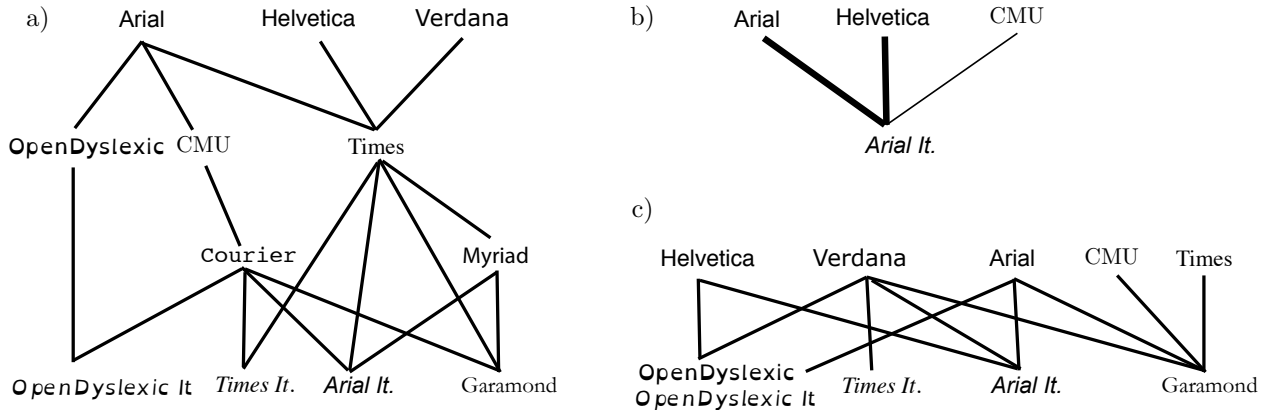 a)
Arial Helvetica Verdana
OpenDyslexic CMU Times
Courier Myriad
OpenDyslexic It Times It. Arial It. Garamond
b)
Arial Helvetica CMU
Arial It.
c)
Helvetica Verdana Arial CMU Times
OpenDyslexic
OpenDyslexic It Times It. Arial It. Garamond